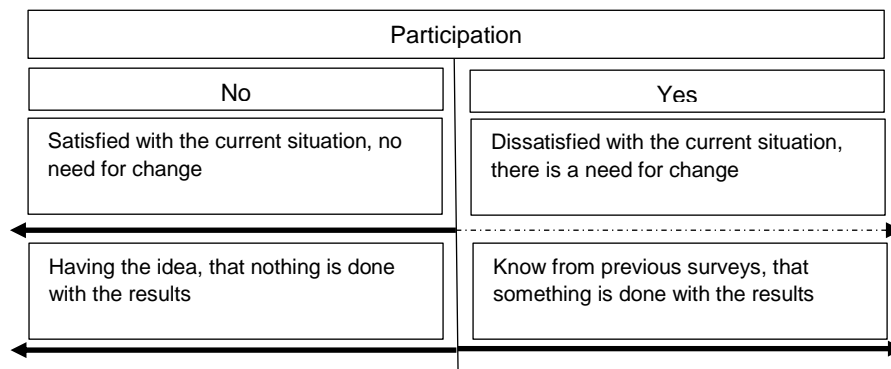 Participation
No
Yes
Satisfied with the current situation, no
need for change
Dissatisfied with the current situation,
there is a need for change
Having the idea, that nothing is done
with the results
Know from previous surveys, that
something is done with the results